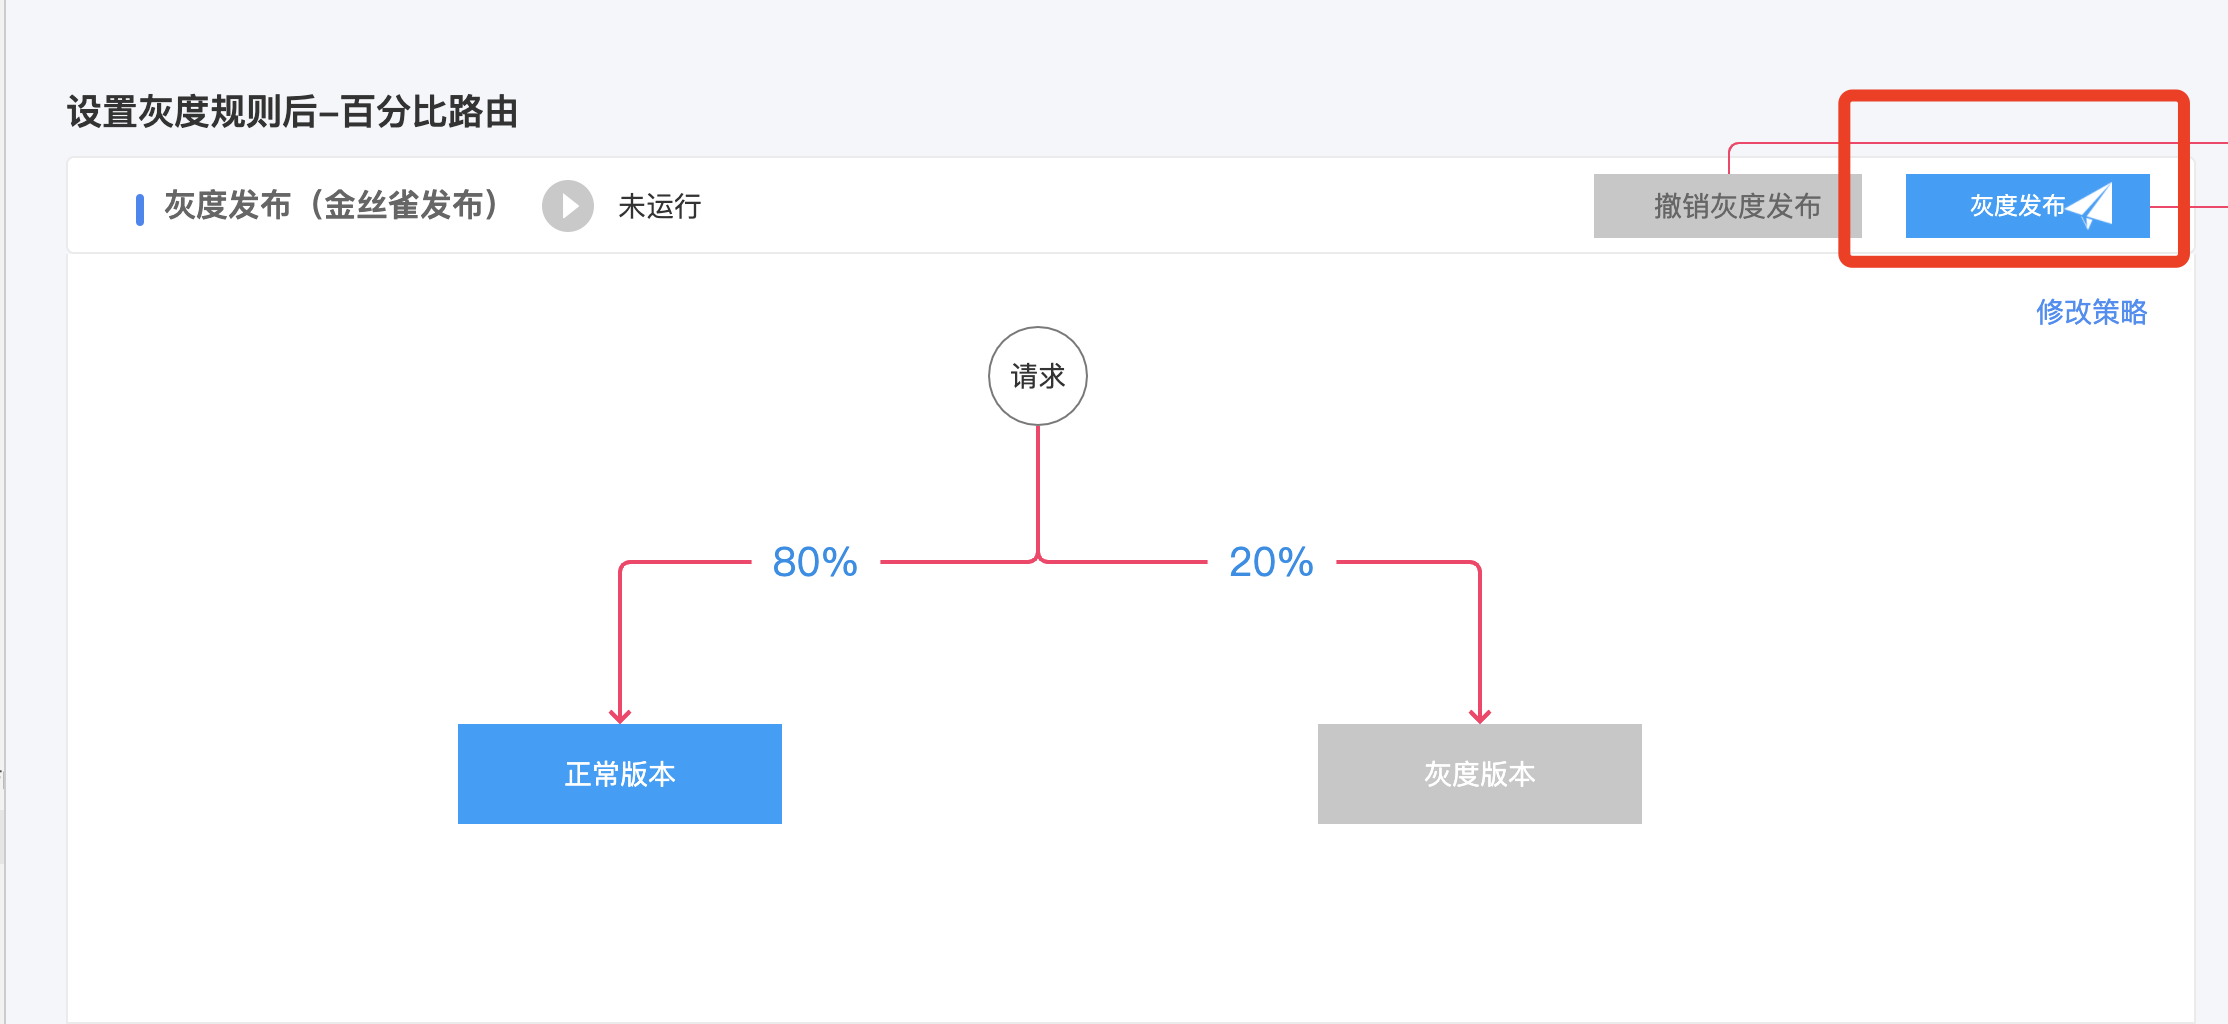 设置灰度规则后–百分比路由
灰度发布（金丝雀发布）
未运行
撤销灰度发布
灰度发布
修改策略
请求
80%
20%
正常版本
灰度版本